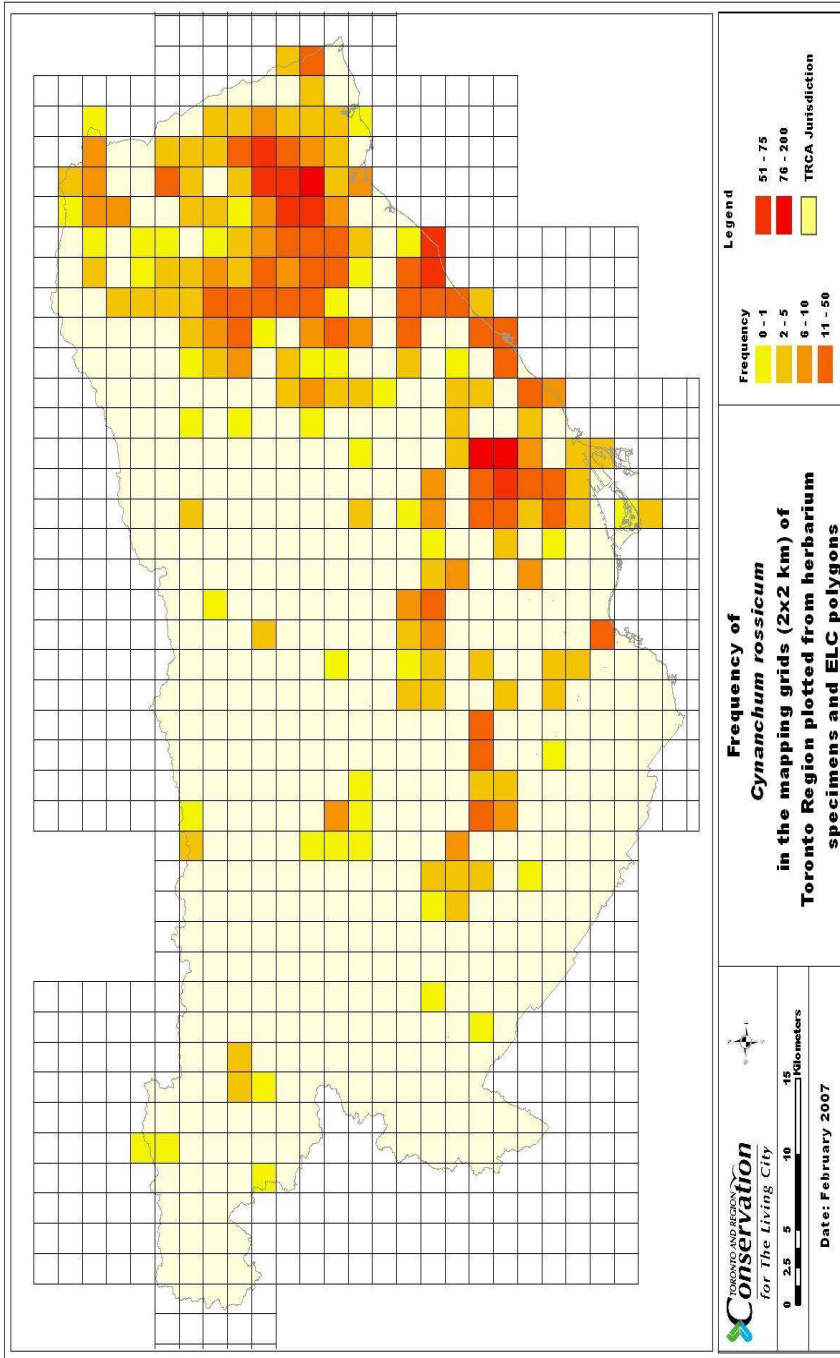 TORONTO AND REGION
Conservation
for The Living City
N
W
E
S
0 2.5 5 10 15
Kilometers
Date: February 2007
Frequency of
Cynanchum rossicum
in the mapping grids (2x2 km) of
Toronto Region plotted from herbarium
specimens and ELC polygons
Legend
Frequency
0 - 1
2 - 5
6 - 10
11 - 50
51 - 75
76 - 200
TRCA Jurisdiction